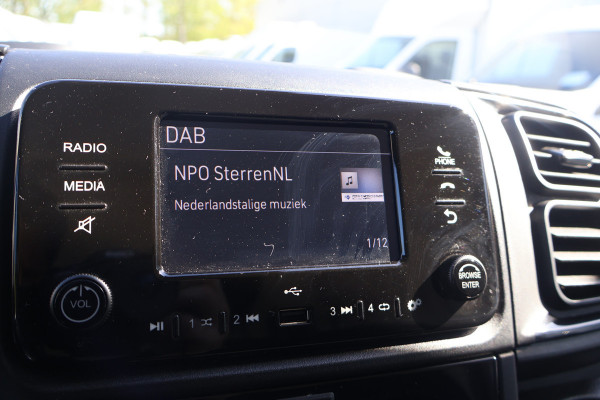 DAB
NPO SterrenNL
Nederlandstalige muziek
1/12
RADIO
MEDIA
PHONE
VOL
BROWSE
ENTER
1
2
3
4